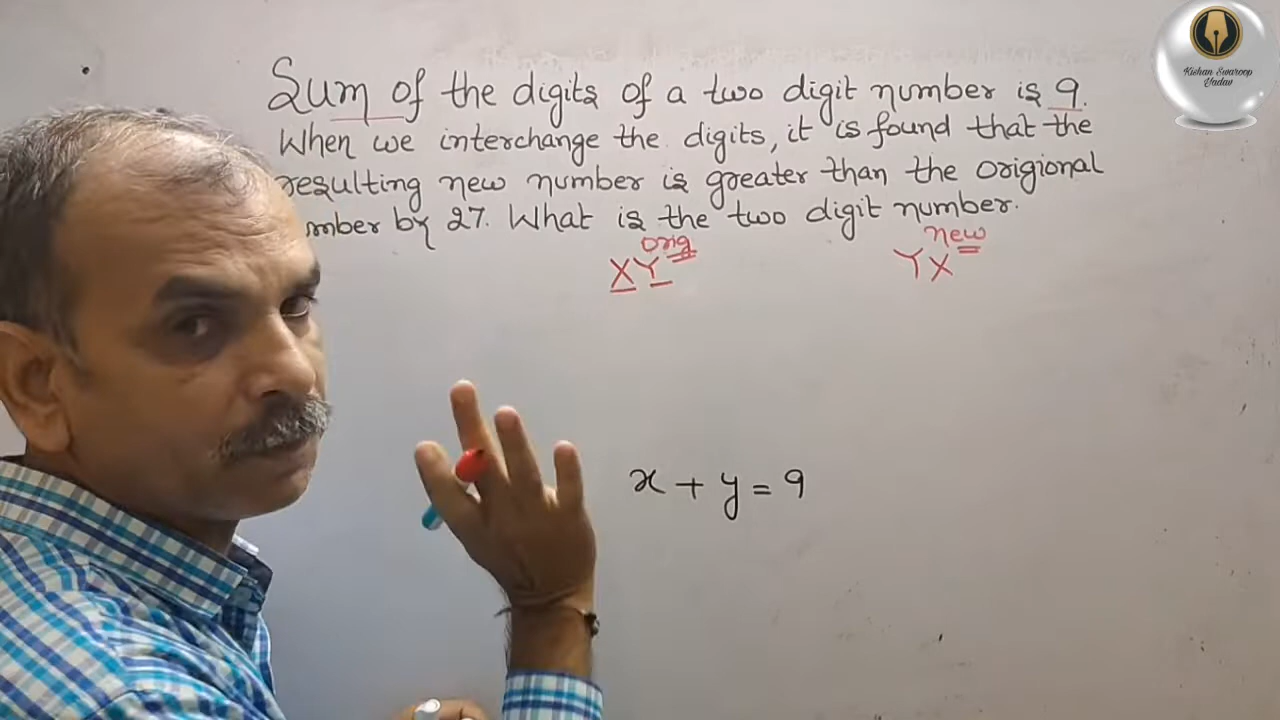 Sum of the digits of a two digit number is 9.
When we interchange the digits, it is found that the
resulting new number is greater than the origional
mber by 27. What is the two digit number.
orig
XY
new
YX
x + y = 9
Kishan Swaroop
Yadav